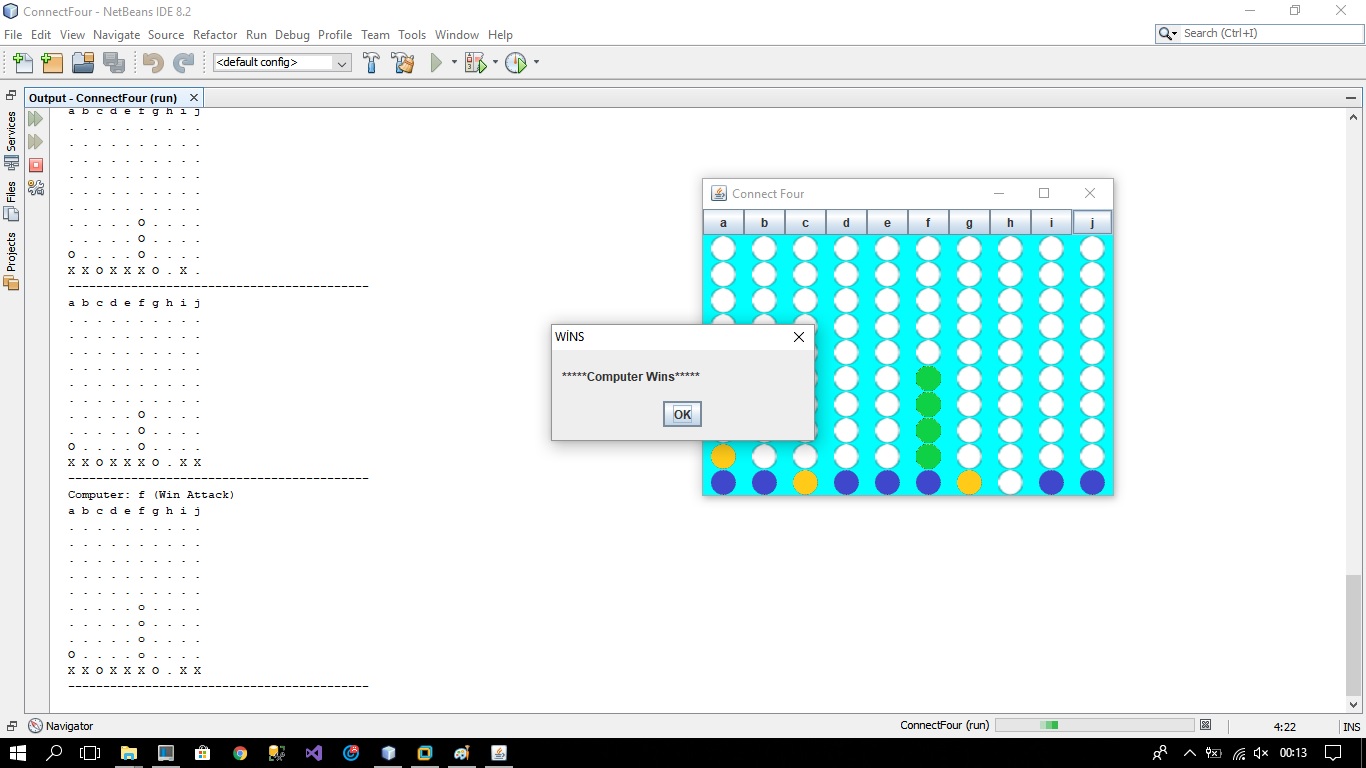 ConnectFour - NetBeans IDE 8.2
File Edit View Navigate Source Refactor Run Debug Profile Team Tools Window Help
Search (Ctrl+I)
<default config>
Output - ConnectFour (run)
Services
Files
Projects
a b c d e f g h i j
. . . . . . . . . .
. . . . . . . . . .
. . . . . . . . . .
. . . . . . . . . .
. . . . . . . . . .
. . . . . . . . . .
. . . . . O . . . .
. . . . . O . . . .
O . . . . O . . . .
X X O X X X O . X .
-------------------------------------------
a b c d e f g h i j
. . . . . . . . . .
. . . . . . . . . .
. . . . . . . . . .
. . . . . . . . . .
. . . . . . . . . .
. . . . . . . . . .
. . . . . O . . . .
. . . . . O . . . .
O . . . . O . . . .
X X O X X X O . X X
-------------------------------------------
Computer: f (Win Attack)
a b c d e f g h i j
. . . . . . . . . .
. . . . . . . . . .
. . . . . . . . . .
. . . . . . . . . .
. . . . . . . . . .
. . . . . o . . . .
. . . . . o . . . .
. . . . . o . . . .
O . . . . o . . . .
X X O X X X O . X X
-------------------------------------------
Connect Four
a b c d e f g h i j
WİNS
*****Computer Wins*****
OK
Navigator
ConnectFour (run)
4:22
INS
00:13